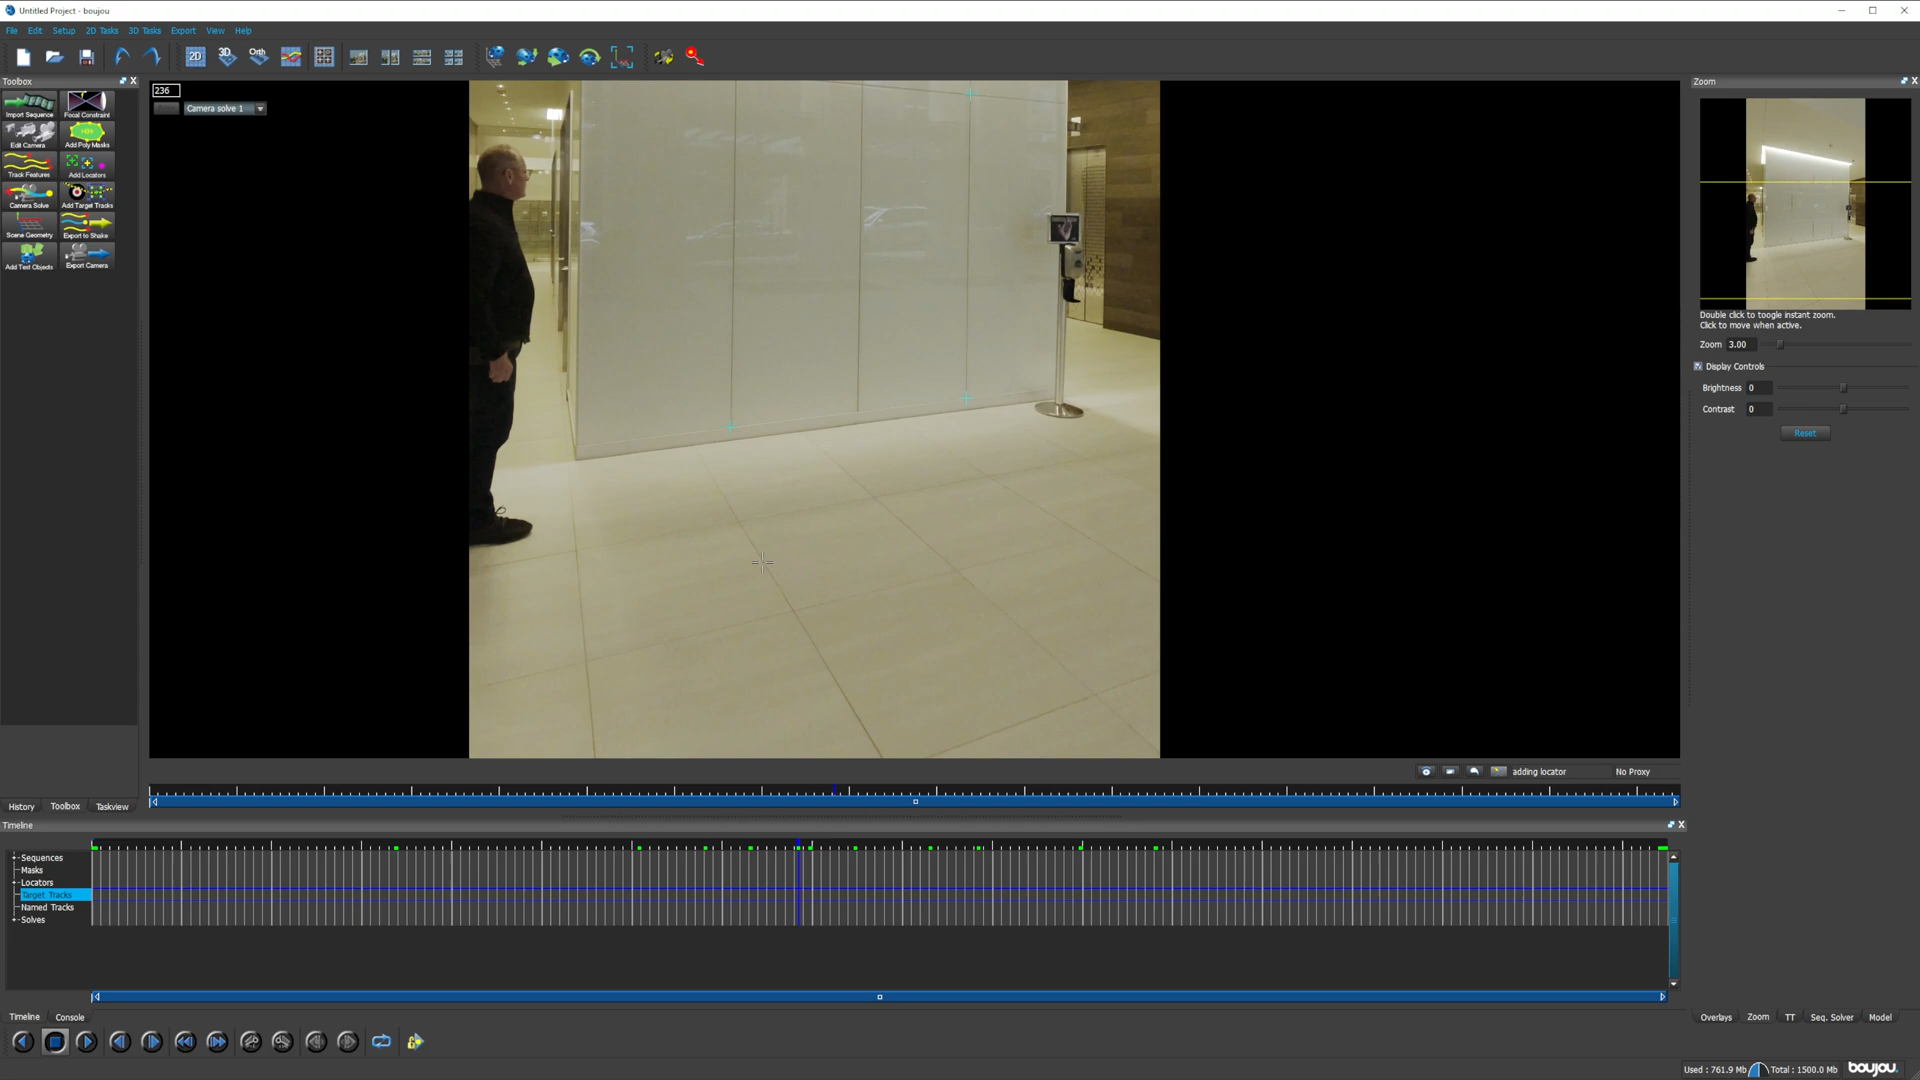 Untitled Project - boujou
File Edit Setup 2D Tasks 3D Tasks Export View Help
2D 3D Orth
Toolbox
Import Sequence Focal Constraint
Edit Camera Add Poly Masks
Track Features Add Locators
Camera Solve Add Target Tracks
Scene Geometry Export to Shake
Add Test Objects Export Camera
236
Camera solve 1
Zoom
Double click to toogle instant zoom.
Click to move when active.
Zoom 3.00
Display Controls
Brightness 0
Contrast 0
Reset
adding locator No Proxy
History Toolbox Taskview
Timeline
Sequences
Masks
Locators
Target Tracks
Named Tracks
Solves
Timeline Console
Overlays Zoom TT Seq. Solver Model
Used : 761.9 Mb Total : 1500.0 Mb boujou